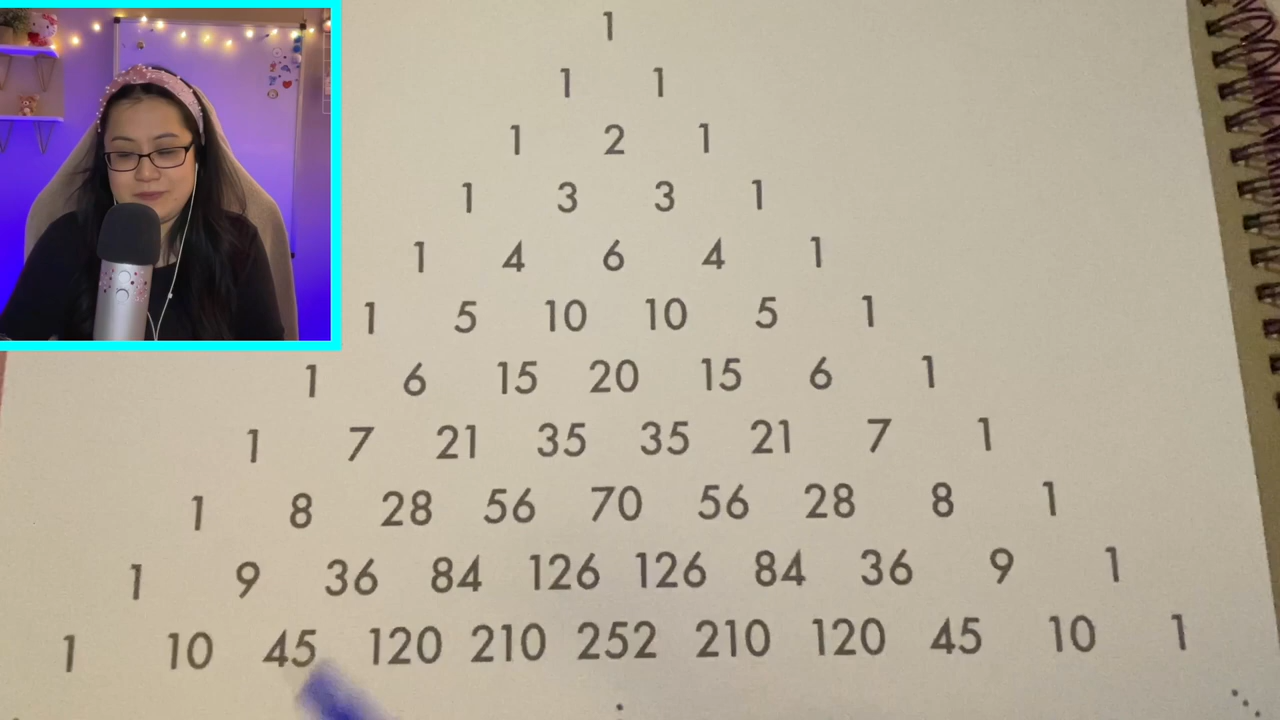 1
1 1
1 2 1
1 3 3 1
1 4 6 4 1
1 5 10 10 5 1
1 6 15 20 15 6 1
1 7 21 35 35 21 7 1
1 8 28 56 70 56 28 8 1
1 9 36 84 126 126 84 36 9 1
1 10 45 120 210 252 210 120 45 10 1